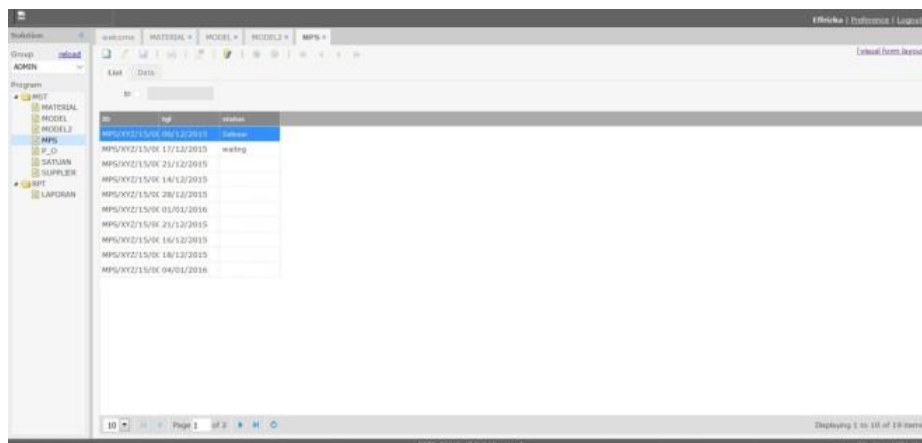 Effricka | Preference | Logout
Solution
welcome MATERIAL × MODEL × MODEL2 × MPS ×
Group reload
ADMIN
[visual form layout
List Data
Program
MST
MATERIAL
MODEL
MODEL2
MPS
P_O
SATUAN
SUPPLIER
RPT
LAPORAN
ID
ID tgl status
MPS/XYZ/15/0( 06/12/2015 Selesai
MPS/XYZ/15/0( 17/12/2015 waiting
MPS/XYZ/15/0( 21/12/2015
MPS/XYZ/15/0( 14/12/2015
MPS/XYZ/15/0( 28/12/2015
MPS/XYZ/15/0( 01/01/2016
MPS/XYZ/15/0( 21/12/2015
MPS/XYZ/15/0( 16/12/2015
MPS/XYZ/15/0( 18/12/2015
MPS/XYZ/15/0( 04/01/2016
10 Page 1 of 2
Displaying 1 to 10 of 19 items